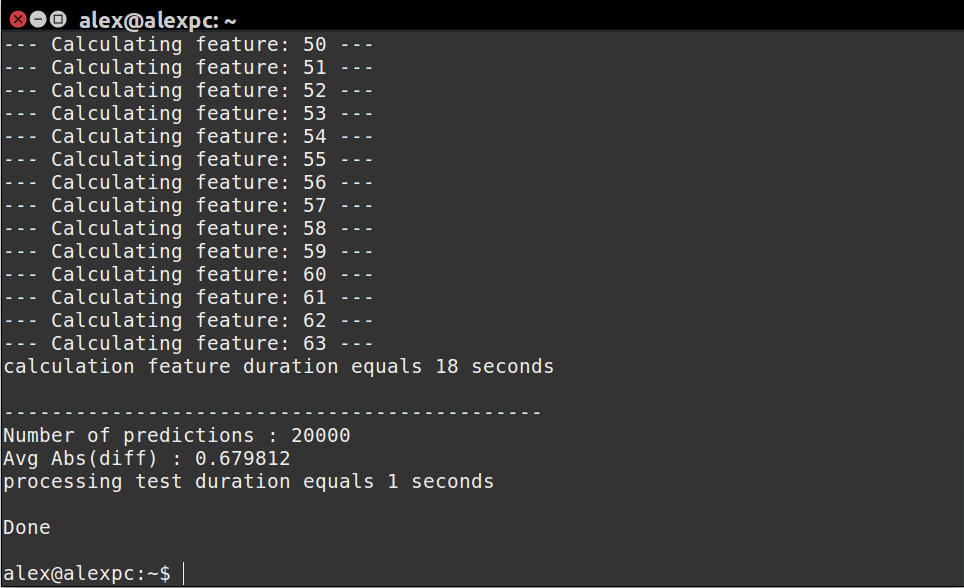 alex@alexpc: ~
--- Calculating feature: 50 ---
--- Calculating feature: 51 ---
--- Calculating feature: 52 ---
--- Calculating feature: 53 ---
--- Calculating feature: 54 ---
--- Calculating feature: 55 ---
--- Calculating feature: 56 ---
--- Calculating feature: 57 ---
--- Calculating feature: 58 ---
--- Calculating feature: 59 ---
--- Calculating feature: 60 ---
--- Calculating feature: 61 ---
--- Calculating feature: 62 ---
--- Calculating feature: 63 ---
calculation feature duration equals 18 seconds
---------------------------------------------
Number of predictions : 20000
Avg Abs(diff) : 0.679812
processing test duration equals 1 seconds
Done
alex@alexpc:~$